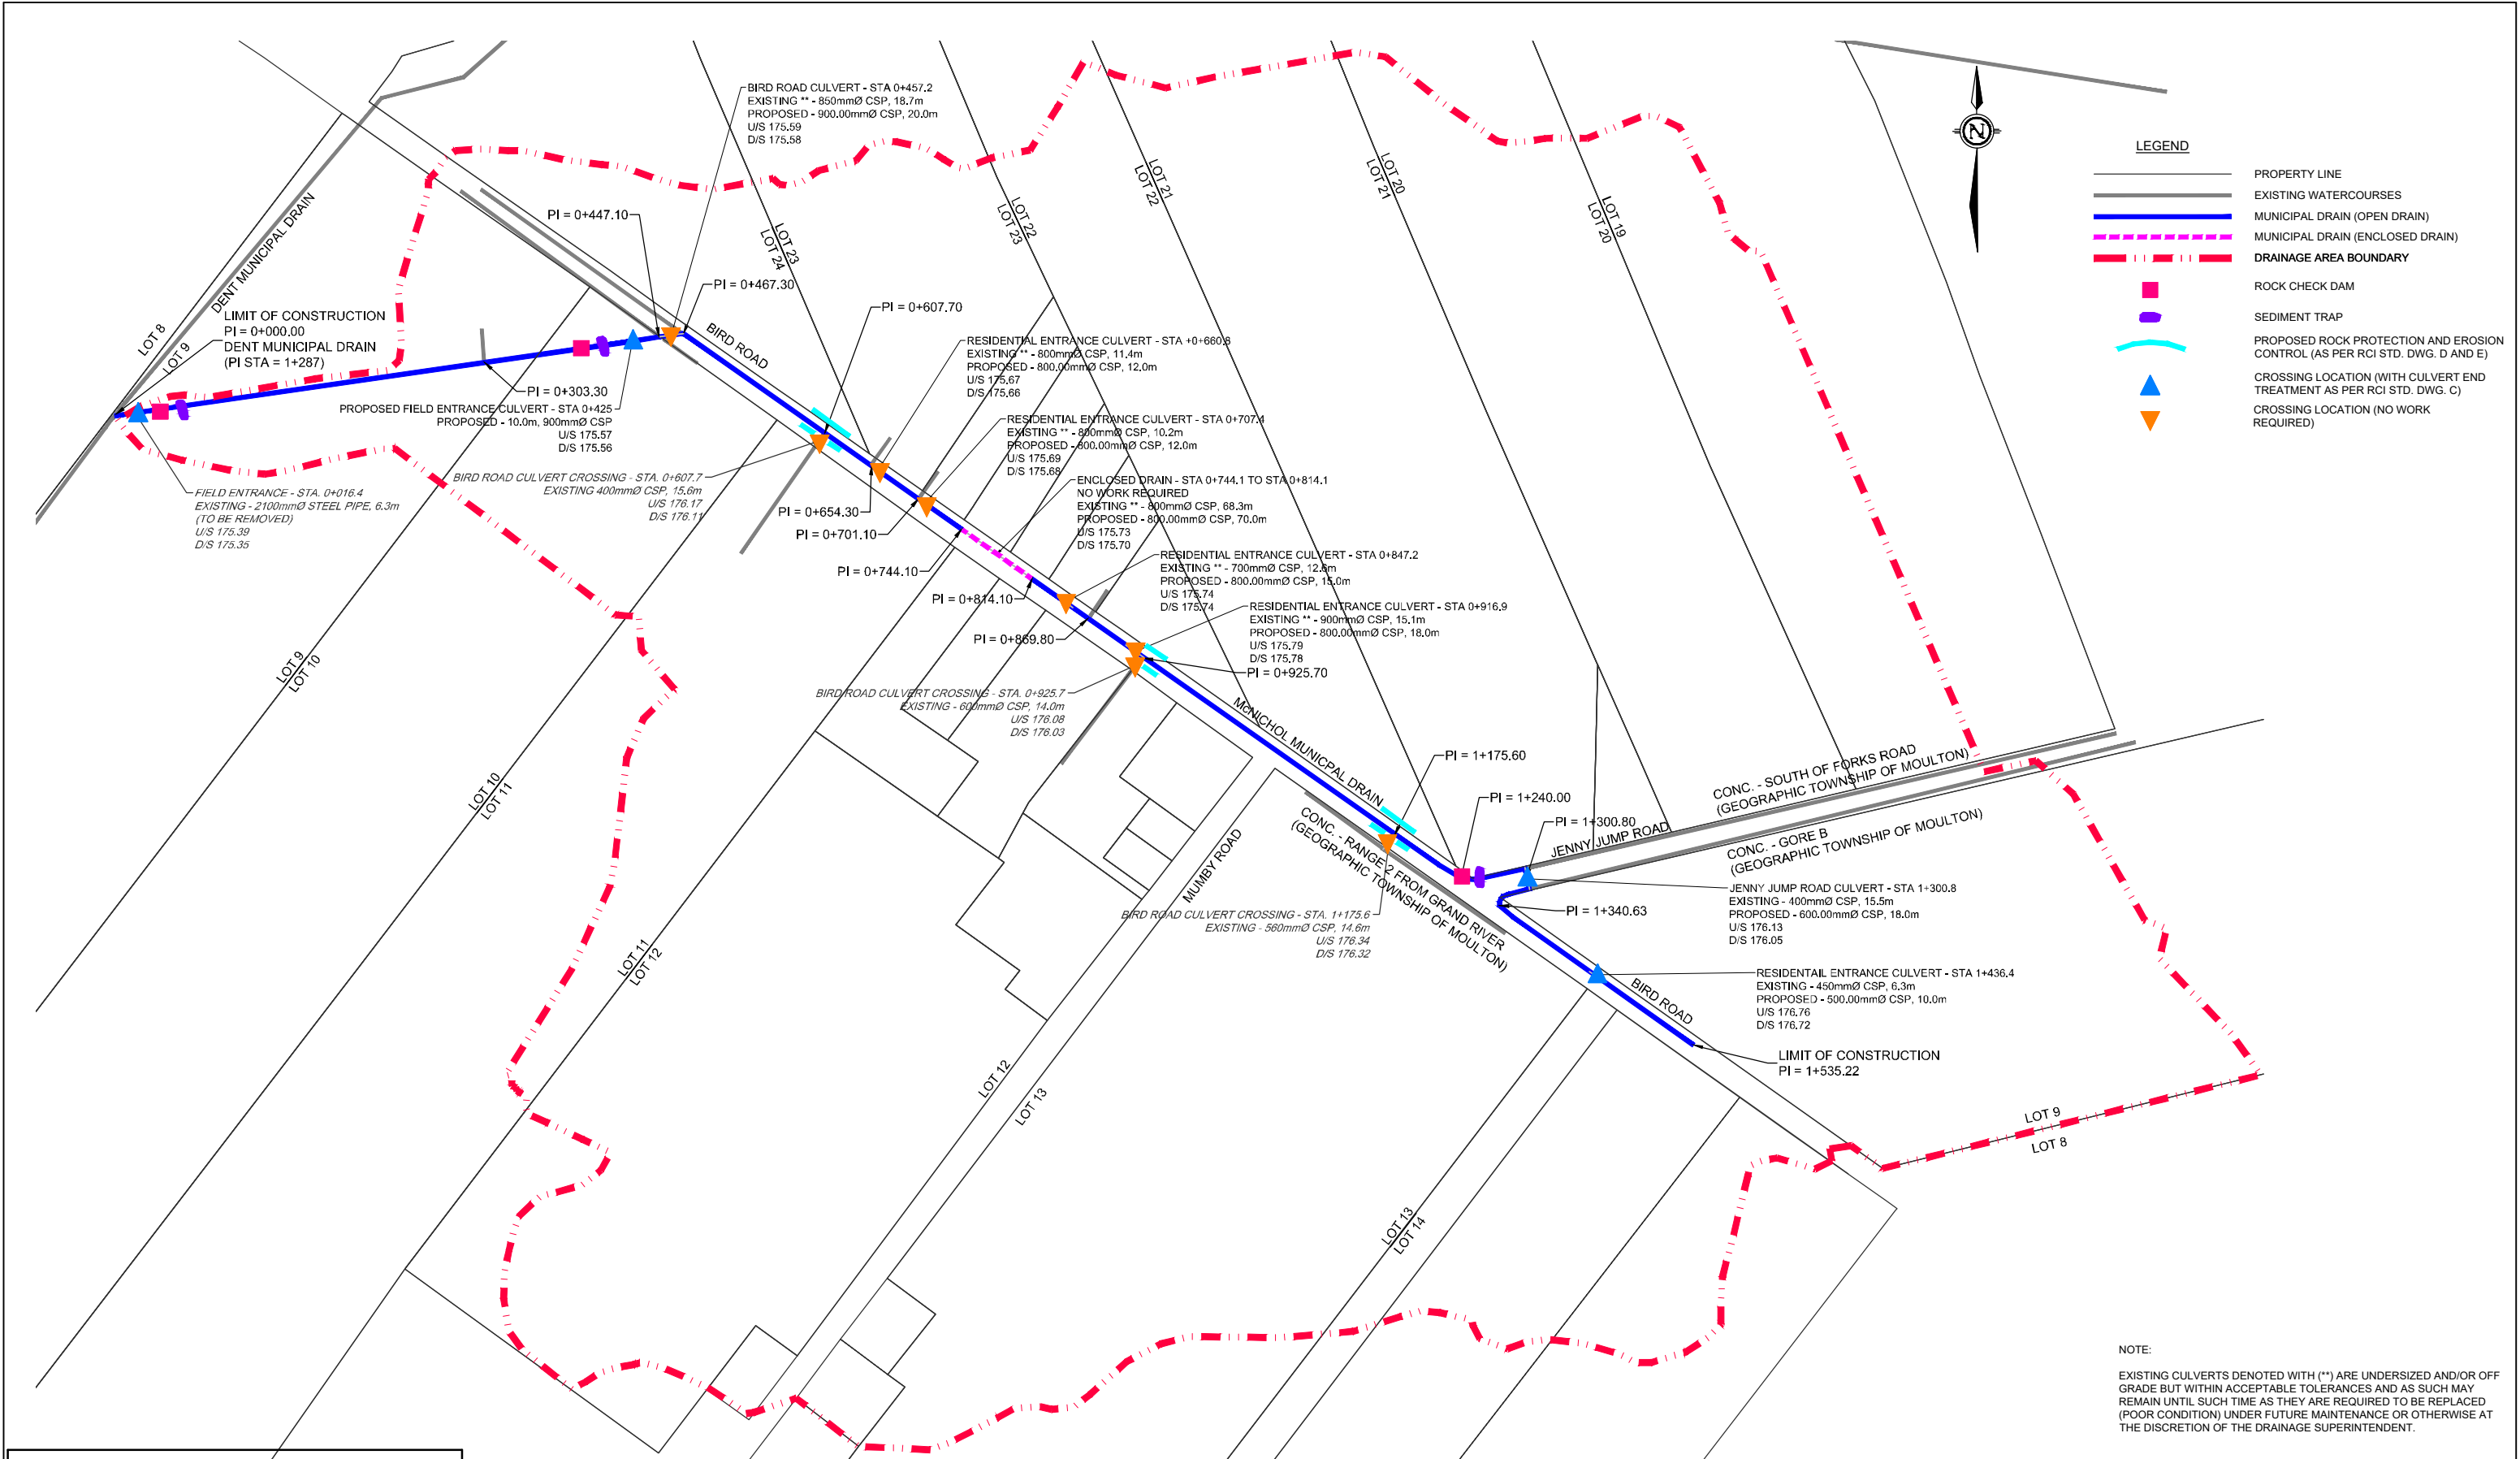 BIRD ROAD CULVERT - STA 0+457.2
EXISTING ** - 850mmØ CSP, 18.7m
PROPOSED - 900.00mmØ CSP, 20.0m
U/S 175.59
D/S 175.58
PI = 0+447.10
PI = 0+467.30
PI = 0+607.70
DENT MUNICIPAL DRAIN
LOT 8
LOT 9
LIMIT OF CONSTRUCTION
PI = 0+000.00
DENT MUNICIPAL DRAIN
(PI STA = 1+287)
PI = 0+303.30
PROPOSED FIELD ENTRANCE CULVERT - STA 0+425
PROPOSED - 10.0m, 900mmØ CSP
U/S 175.57
D/S 175.56
FIELD ENTRANCE - STA. 0+016.4
EXISTING - 2100mmØ STEEL PIPE, 6.3m
(TO BE REMOVED)
U/S 175.39
D/S 175.35
BIRD ROAD CULVERT CROSSING - STA. 0+607.7
EXISTING 400mmØ CSP, 15.6m
U/S 176.17
D/S 176.11
BIRD ROAD
LOT 23
LOT 24
LOT 22
LOT 23
LOT 21
LOT 22
LOT 20
LOT 21
LOT 19
LOT 20
RESIDENTIAL ENTRANCE CULVERT - STA +0+660.8
EXISTING ** - 800mmØ CSP, 11.4m
PROPOSED - 800.00mmØ CSP, 12.0m
U/S 175.67
D/S 175.66
RESIDENTIAL ENTRANCE CULVERT - STA 0+707.4
EXISTING ** - 800mmØ CSP, 10.2m
PROPOSED - 800.00mmØ CSP, 12.0m
U/S 175.69
D/S 175.68
ENCLOSED DRAIN - STA 0+744.1 TO STA 0+814.1
NO WORK REQUIRED
EXISTING ** - 800mmØ CSP, 68.3m
PROPOSED - 800.00mmØ CSP, 70.0m
U/S 175.73
D/S 175.70
PI = 0+654.30
PI = 0+701.10
PI = 0+744.10
PI = 0+814.10
PI = 0+869.80
RESIDENTIAL ENTRANCE CULVERT - STA 0+847.2
EXISTING ** - 700mmØ CSP, 12.6m
PROPOSED - 800.00mmØ CSP, 15.0m
U/S 175.74
D/S 175.74
RESIDENTIAL ENTRANCE CULVERT - STA 0+916.9
EXISTING ** - 900mmØ CSP, 15.1m
PROPOSED - 800.00mmØ CSP, 18.0m
U/S 175.79
D/S 175.78
PI = 0+925.70
BIRD ROAD CULVERT CROSSING - STA. 0+925.7
EXISTING - 600mmØ CSP, 14.0m
U/S 176.08
D/S 176.03
McNICHOL MUNICPAL DRAIN
PI = 1+175.60
PI = 1+240.00
PI = 1+300.80
JENNY JUMP ROAD
CONC. - SOUTH OF FORKS ROAD
(GEOGRAPHIC TOWNSHIP OF MOULTON)
CONC. - GORE B
(GEOGRAPHIC TOWNSHIP OF MOULTON)
CONC. - RANGE 2 FROM GRAND RIVER
(GEOGRAPHIC TOWNSHIP OF MOULTON)
JENNY JUMP ROAD CULVERT - STA 1+300.8
EXISTING - 400mmØ CSP, 15.5m
PROPOSED - 600.00mmØ CSP, 18.0m
U/S 176.13
D/S 176.05
PI = 1+340.63
BIRD ROAD CULVERT CROSSING - STA. 1+175.6
EXISTING - 560mmØ CSP, 14.6m
U/S 176.34
D/S 176.32
RESIDENTAIL ENTRANCE CULVERT - STA 1+436.4
EXISTING - 450mmØ CSP, 6.3m
PROPOSED - 500.00mmØ CSP, 10.0m
U/S 176.76
D/S 176.72
BIRD ROAD
LIMIT OF CONSTRUCTION
PI = 1+535.22
MUMBY ROAD
LOT 9
LOT 10
LOT 10
LOT 11
LOT 11
LOT 12
LOT 12
LOT 13
LOT 13
LOT 14
LOT 9
LOT 8
N
LEGEND
PROPERTY LINE
EXISTING WATERCOURSES
MUNICIPAL DRAIN (OPEN DRAIN)
MUNICIPAL DRAIN (ENCLOSED DRAIN)
DRAINAGE AREA BOUNDARY
ROCK CHECK DAM
SEDIMENT TRAP
PROPOSED ROCK PROTECTION AND EROSION
CONTROL (AS PER RCI STD. DWG. D AND E)
CROSSING LOCATION (WITH CULVERT END
TREATMENT AS PER RCI STD. DWG. C)
CROSSING LOCATION (NO WORK
REQUIRED)
NOTE:
EXISTING CULVERTS DENOTED WITH (**) ARE UNDERSIZED AND/OR OFF
GRADE BUT WITHIN ACCEPTABLE TOLERANCES AND AS SUCH MAY
REMAIN UNTIL SUCH TIME AS THEY ARE REQUIRED TO BE REPLACED
(POOR CONDITION) UNDER FUTURE MAINTENANCE OR OTHERWISE AT
THE DISCRETION OF THE DRAINAGE SUPERINTENDENT.